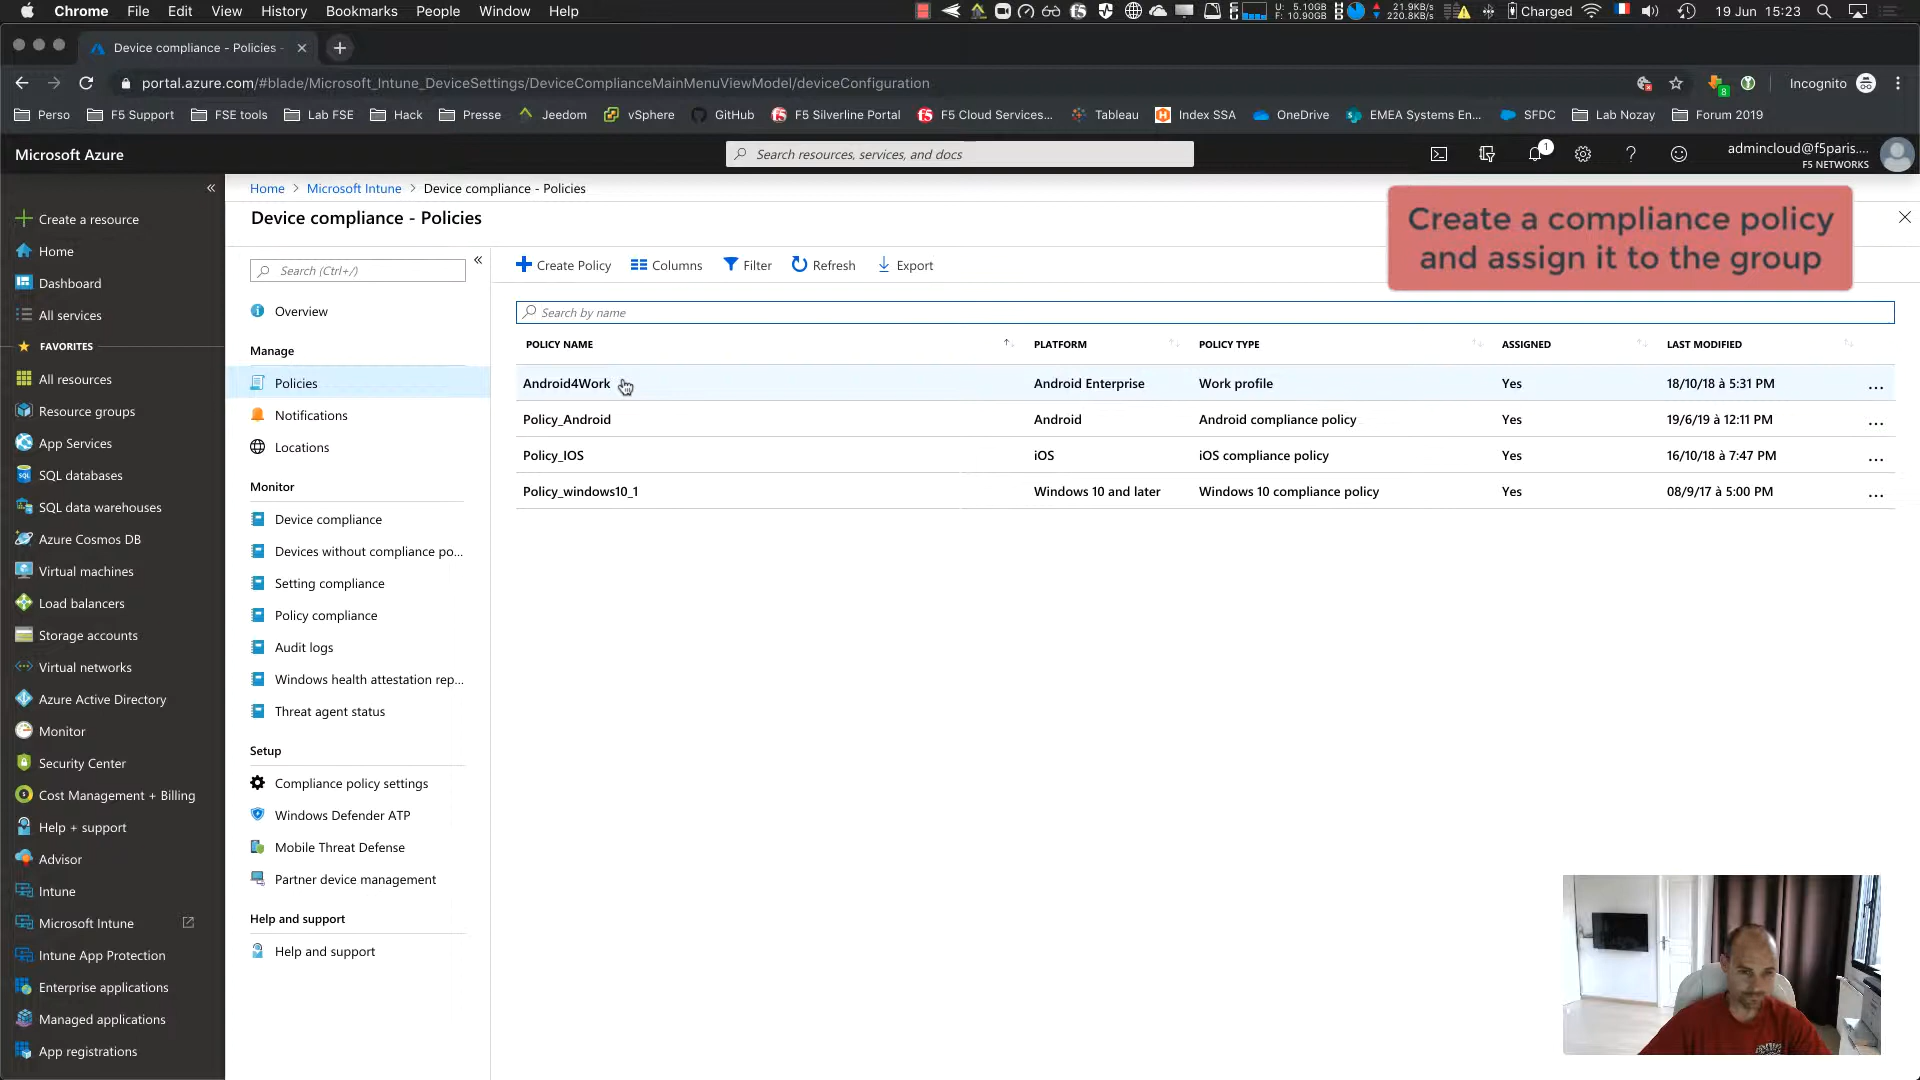 Chrome File Edit View History Bookmarks People Window Help
U: 5.10GB
F: 10.90GB
21.9KB/s
220.8KB/s
Charged
19 Jun 15:23
Device compliance - Policies -
portal.azure.com/#blade/Microsoft_Intune_DeviceSettings/DeviceComplianceMainMenuViewModel/deviceConfiguration
8
Incognito
Perso F5 Support FSE tools Lab FSE Hack Presse Jeedom vSphere GitHub F5 Silverline Portal F5 Cloud Services... Tableau Index SSA OneDrive EMEA Systems En... SFDC Lab Nozay Forum 2019
Microsoft Azure
Search resources, services, and docs
1
admincloud@f5paris....
F5 NETWORKS
Create a resource
Home
Dashboard
All services
FAVORITES
All resources
Resource groups
App Services
SQL databases
SQL data warehouses
Azure Cosmos DB
Virtual machines
Load balancers
Storage accounts
Virtual networks
Azure Active Directory
Monitor
Security Center
Cost Management + Billing
Help + support
Advisor
Intune
Microsoft Intune
Intune App Protection
Enterprise applications
Managed applications
App registrations
Home > Microsoft Intune > Device compliance - Policies
Device compliance - Policies
Search (Ctrl+/)
Overview
Manage
Policies
Notifications
Locations
Monitor
Device compliance
Devices without compliance po...
Setting compliance
Policy compliance
Audit logs
Windows health attestation rep...
Threat agent status
Setup
Compliance policy settings
Windows Defender ATP
Mobile Threat Defense
Partner device management
Help and support
Help and support
Create Policy Columns Filter Refresh Export
Create a compliance policy
and assign it to the group
Search by name
POLICY NAME PLATFORM POLICY TYPE ASSIGNED LAST MODIFIED
Android4Work Android Enterprise Work profile Yes 18/10/18 à 5:31 PM ...
Policy_Android Android Android compliance policy Yes 19/6/19 à 12:11 PM ...
Policy_IOS iOS iOS compliance policy Yes 16/10/18 à 7:47 PM ...
Policy_windows10_1 Windows 10 and later Windows 10 compliance policy Yes 08/9/17 à 5:00 PM ...